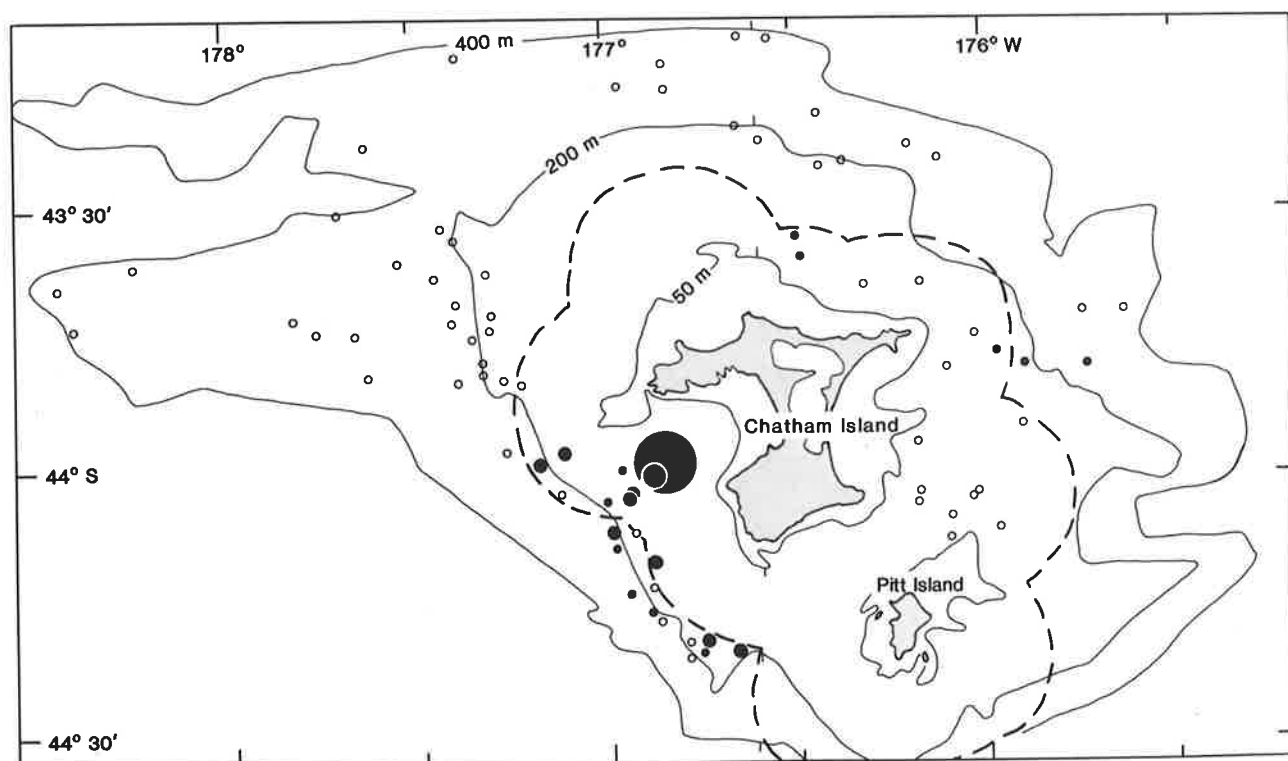 178°
400 m
177°
176° W
200 m
43° 30′
50 m
Chatham Island
44° S
Pitt Island
44° 30′